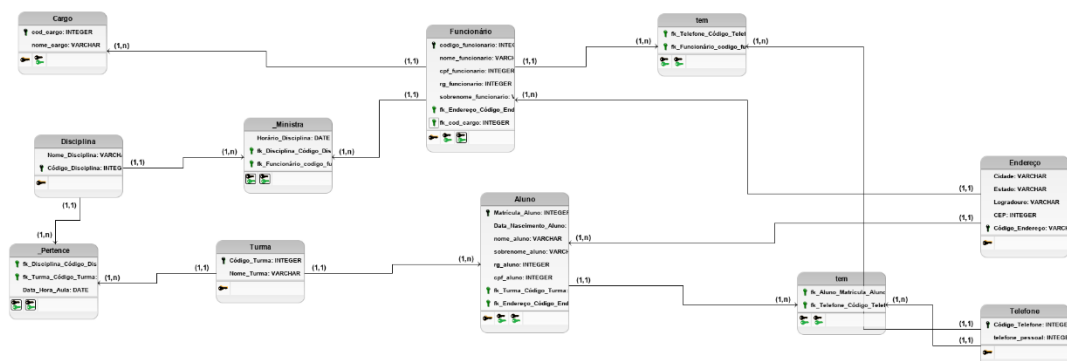 Cargo
cod_cargo: INTEGER
nome_cargo: VARCHAR
(1,n)
(1,1)
Funcionário
codigo_funcionario: INTEG
nome_funcionario: VARCH
cpf_funcionario: INTEGER
rg_funcionario: INTEGER
sobrenome_funcionario: V
fk_Endereço_Código_End
fk_cod_cargo: INTEGER
(1,1)
(1,1)
(1,n)
tem
fk_Telefone_Código_Telef
fk_Funcionário_codigo_fu
(1,n)
(1,n)
_Ministra
Horário_Disciplina: DATE
fk_Disciplina_Código_Dis
fk_Funcionário_codigo_fu
(1,n)
(1,n)
Disciplina
Nome_Disciplina: VARCHA
Código_Disciplina: INTEG
(1,1)
(1,1)
(1,n)
_Pertence
fk_Disciplina_Código_Dis
fk_Turma_Código_Turma:
Data_Hora_Aula: DATE
(1,n)
(1,1)
Turma
Código_Turma: INTEGER
Nome_Turma: VARCHAR
(1,1)
(1,n)
Aluno
Matrícula_Aluno: INTEGER
Data_Nascimento_Aluno:
nome_aluno: VARCHAR
sobrenome_aluno: VARCH
rg_aluno: INTEGER
cpf_aluno: INTEGER
fk_Turma_Código_Turma:
fk_Endereço_Código_End
(1,n)
(1,1)
Endereço
Cidade: VARCHAR
Estado: VARCHAR
Logradouro: VARCHAR
CEP: INTEGER
Código_Endereço: VARC
(1,1)
(1,1)
tem
fk_Aluno_Matrícula_Aluno
fk_Telefone_Código_Telef
(1,n)
(1,n)
Telefone
Código_Telefone: INTEGE
telefone_pessoal: INTEGE
(1,1)
(1,1)